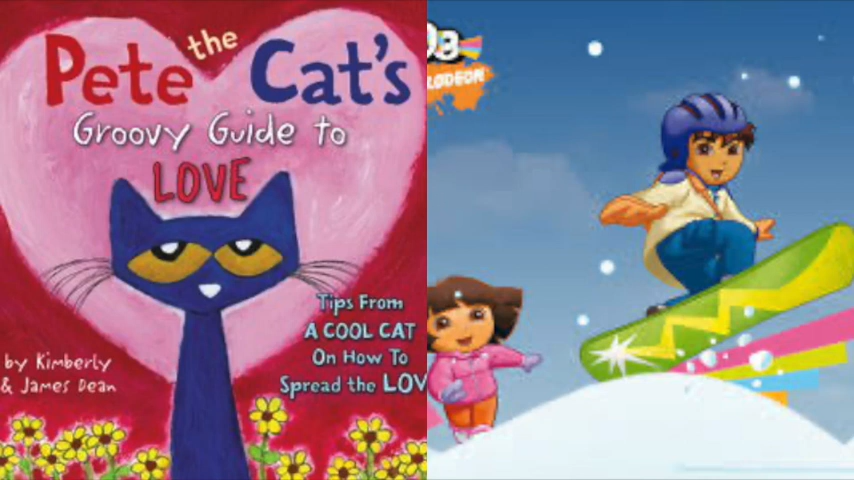 Pete the Cat's
Groovy Guide to
LOVE
Tips From
A COOL CAT
On How To
Spread the LOV
by Kimberly
& James Dean
LODEON